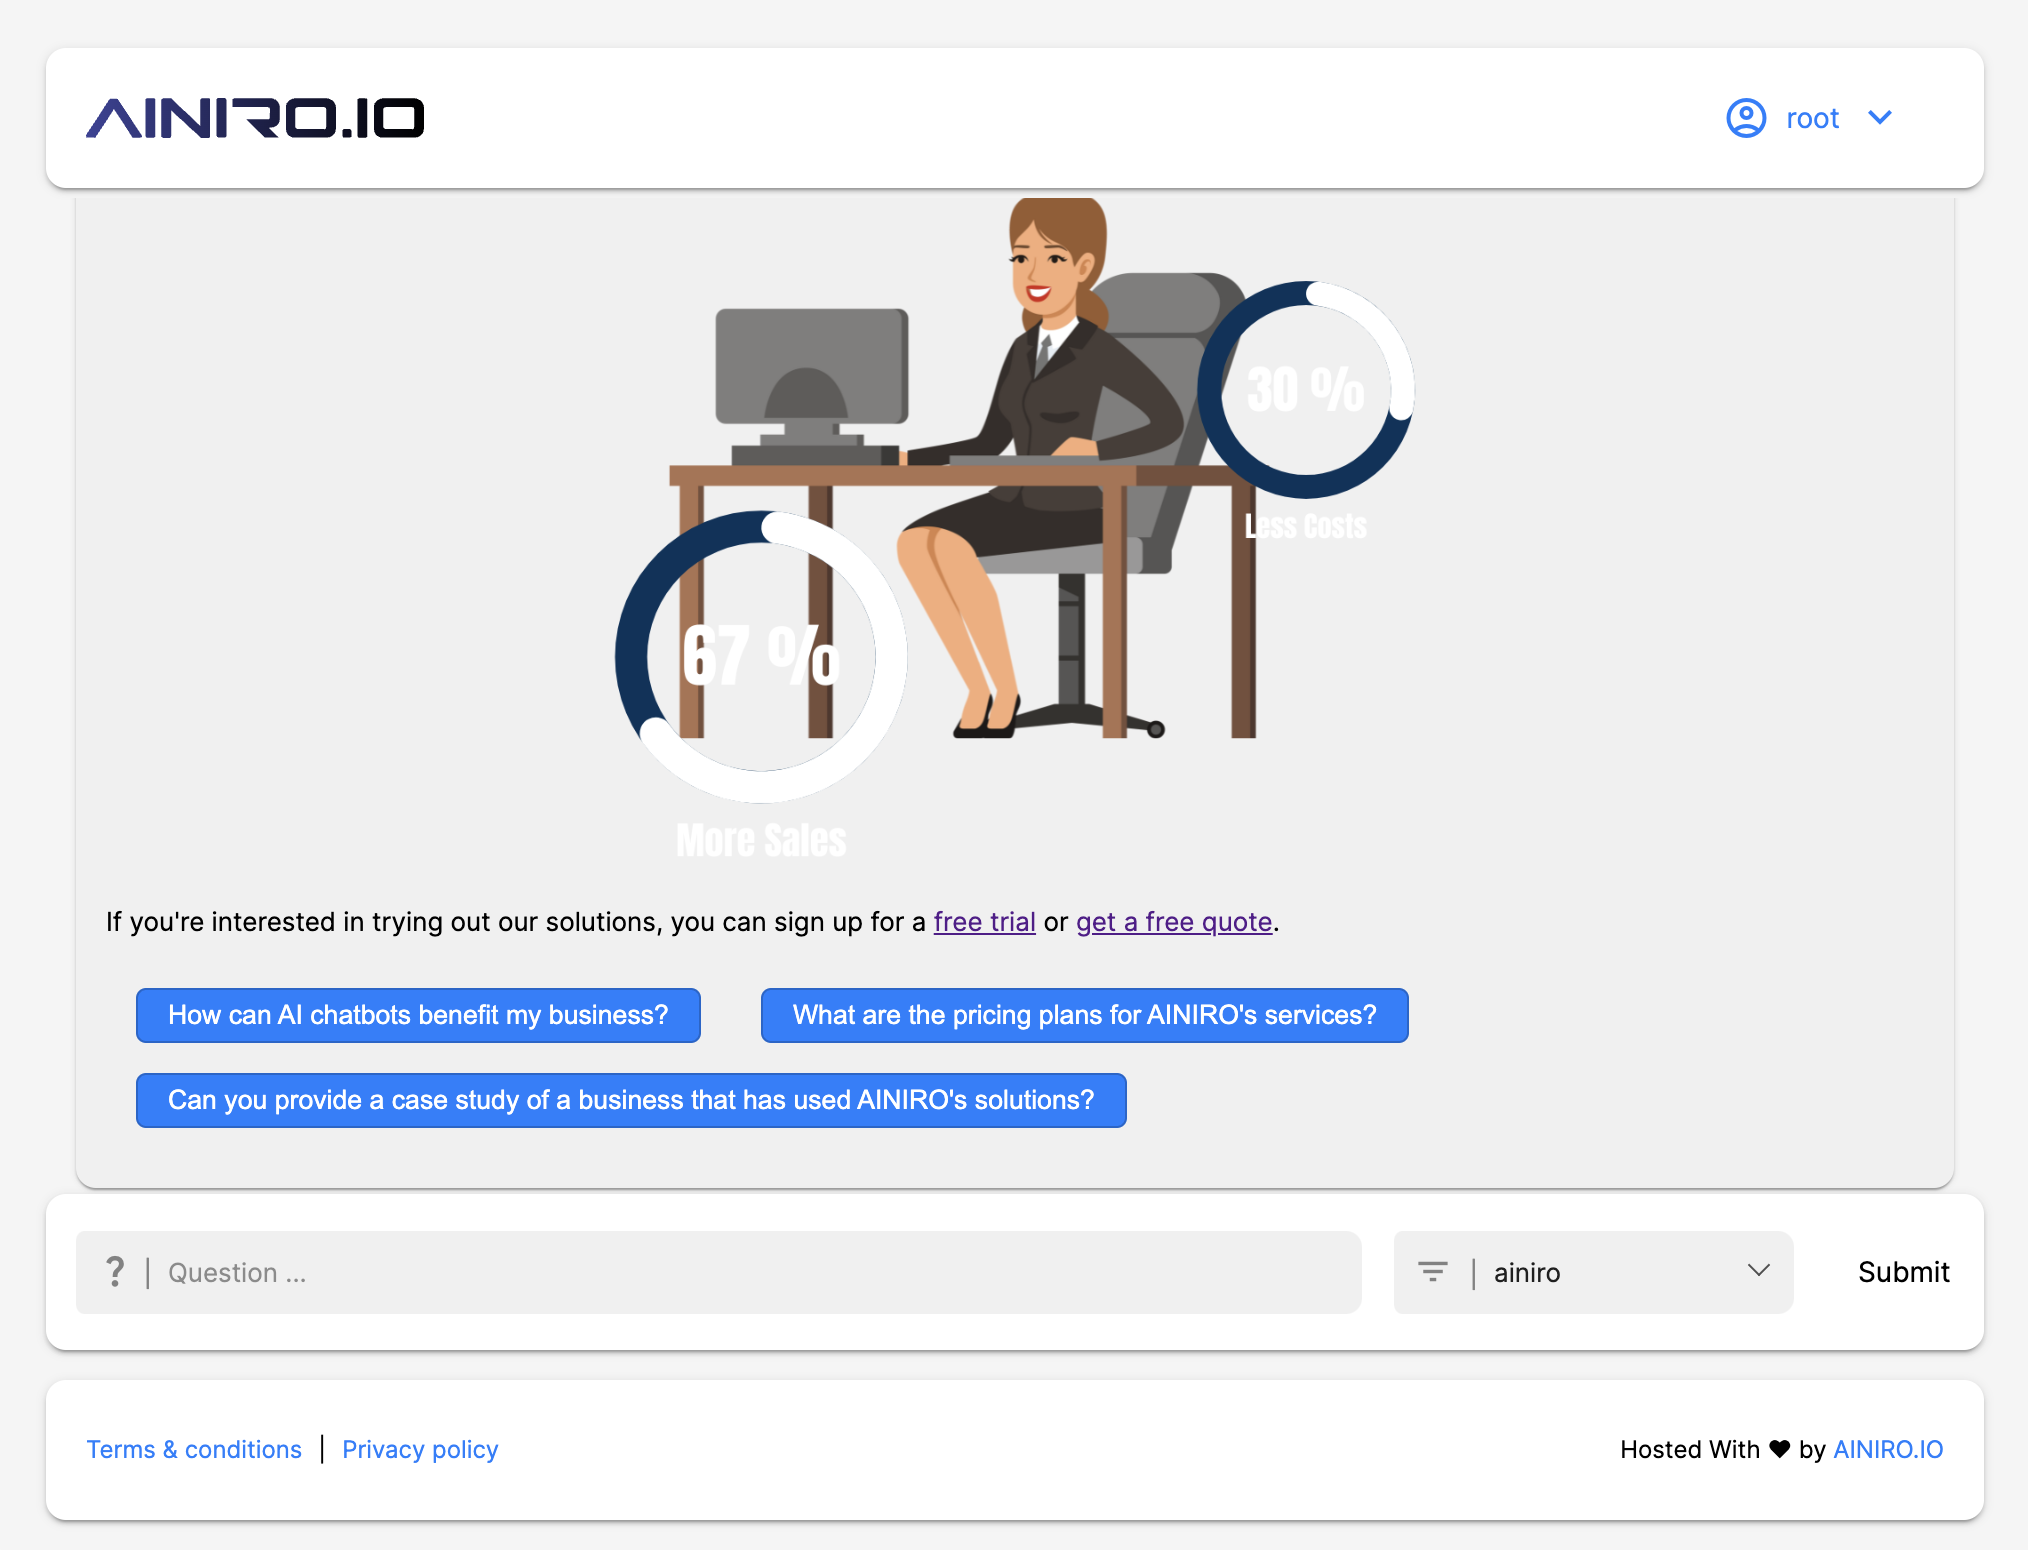 AINIRO.IO
root
30 %
Less Costs
67 %
More Sales
If you're interested in trying out our solutions, you can sign up for a free trial or get a free quote.
How can AI chatbots benefit my business?
What are the pricing plans for AINIRO's services?
Can you provide a case study of a business that has used AINIRO's solutions?
? | Question ...
| ainiro
Submit
Terms & conditions | Privacy policy
Hosted With ♥ by AINIRO.IO